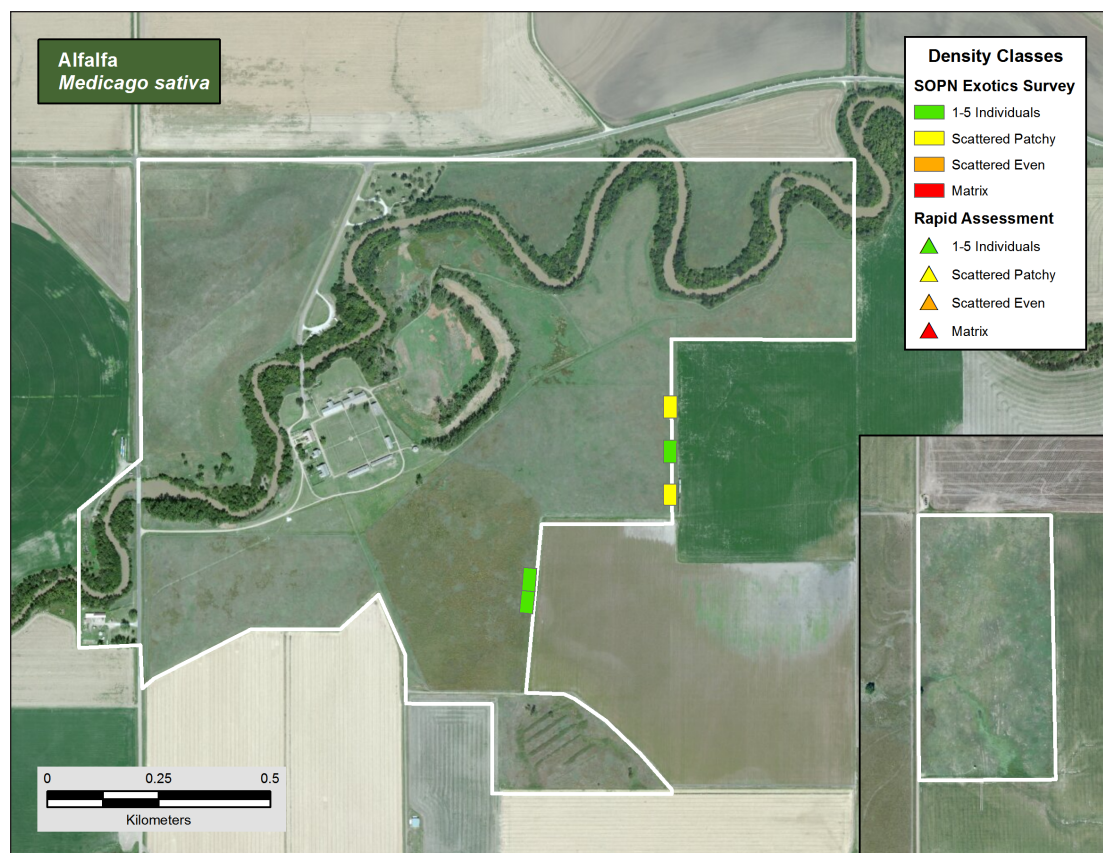 Alfalfa
Medicago sativa
Density Classes
SOPN Exotics Survey
1-5 Individuals
Scattered Patchy
Scattered Even
Matrix
Rapid Assessment
1-5 Individuals
Scattered Patchy
Scattered Even
Matrix
0 0.25 0.5
Kilometers